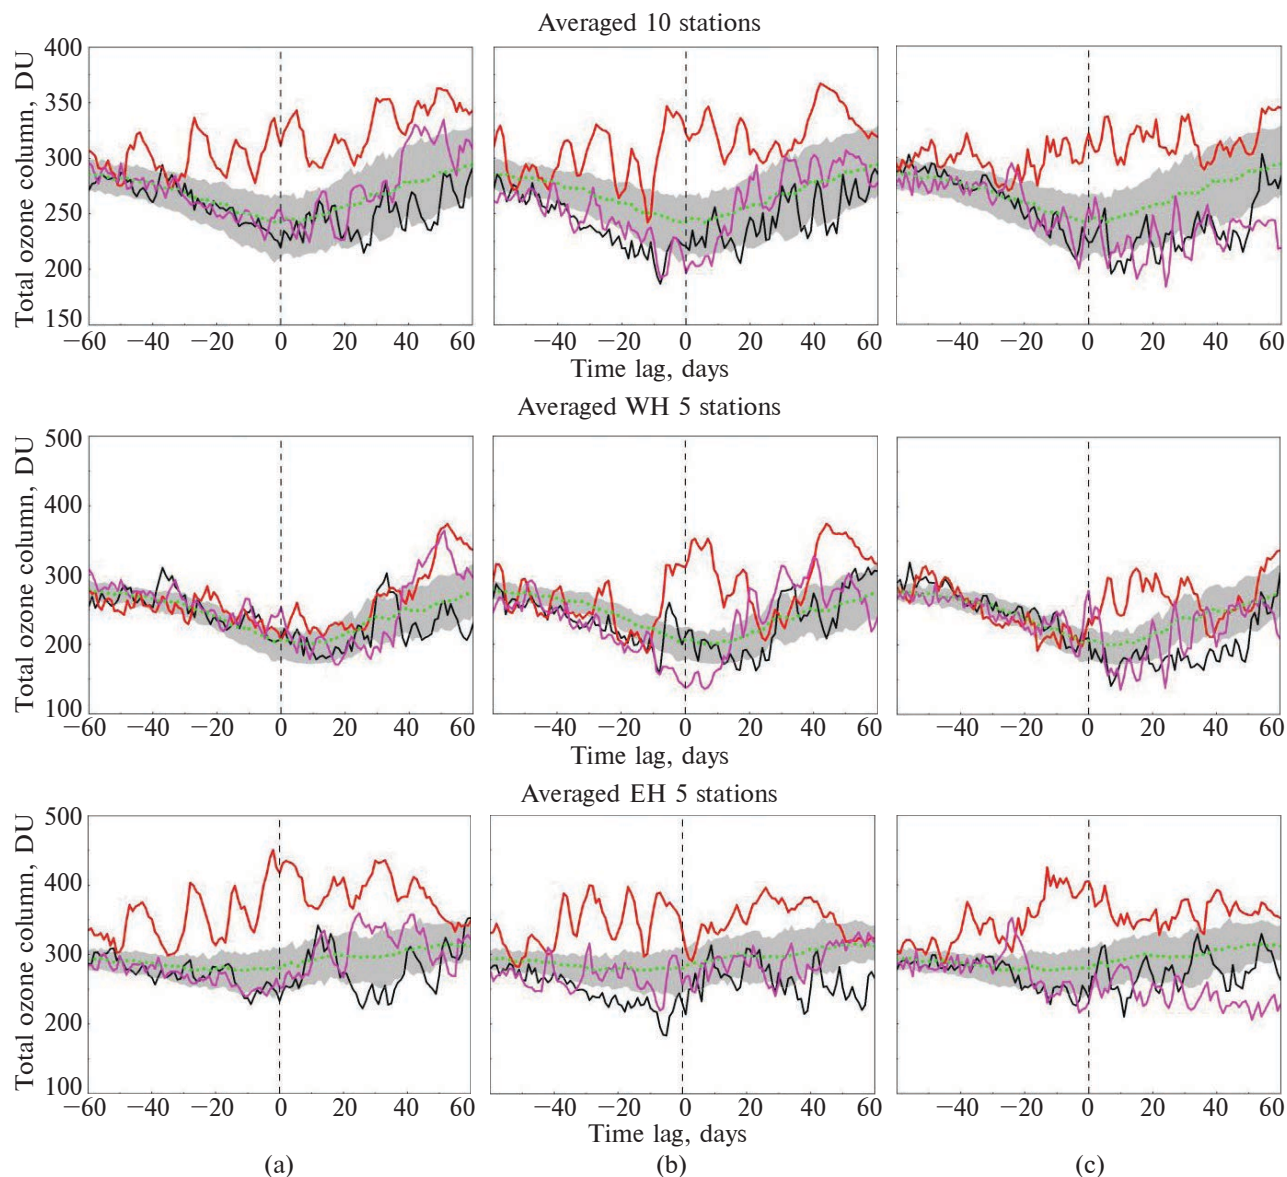 Averaged 10 stations
Total ozone column, DU
400
350
300
250
200
150
−60 −40 −20 0 20 40 60
−40 −20 0 20 40 60
−40 −20 0 20 40 60
Time lag, days
Averaged WH 5 stations
Total ozone column, DU
500
400
300
200
100
−60 −40 −20 0 20 40 60
−40 −20 0 20 40 60
−40 −20 0 20 40 60
Time lag, days
Averaged EH 5 stations
Total ozone column, DU
500
400
300
200
100
−60 −40 −20 0 20 40 60
−40 −20 0 20 40 60
−40 −20 0 20 40 60
Time lag, days
(a) (b) (c)